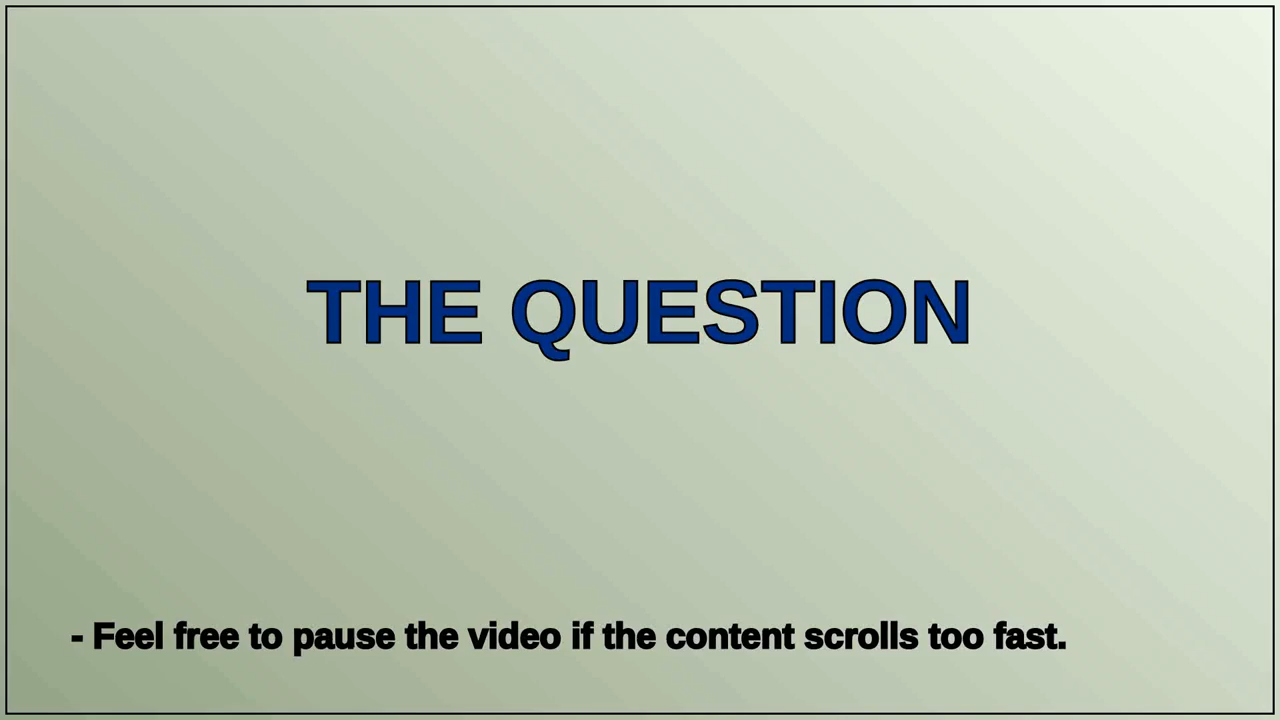 THE QUESTION
- Feel free to pause the video if the content scrolls too fast.